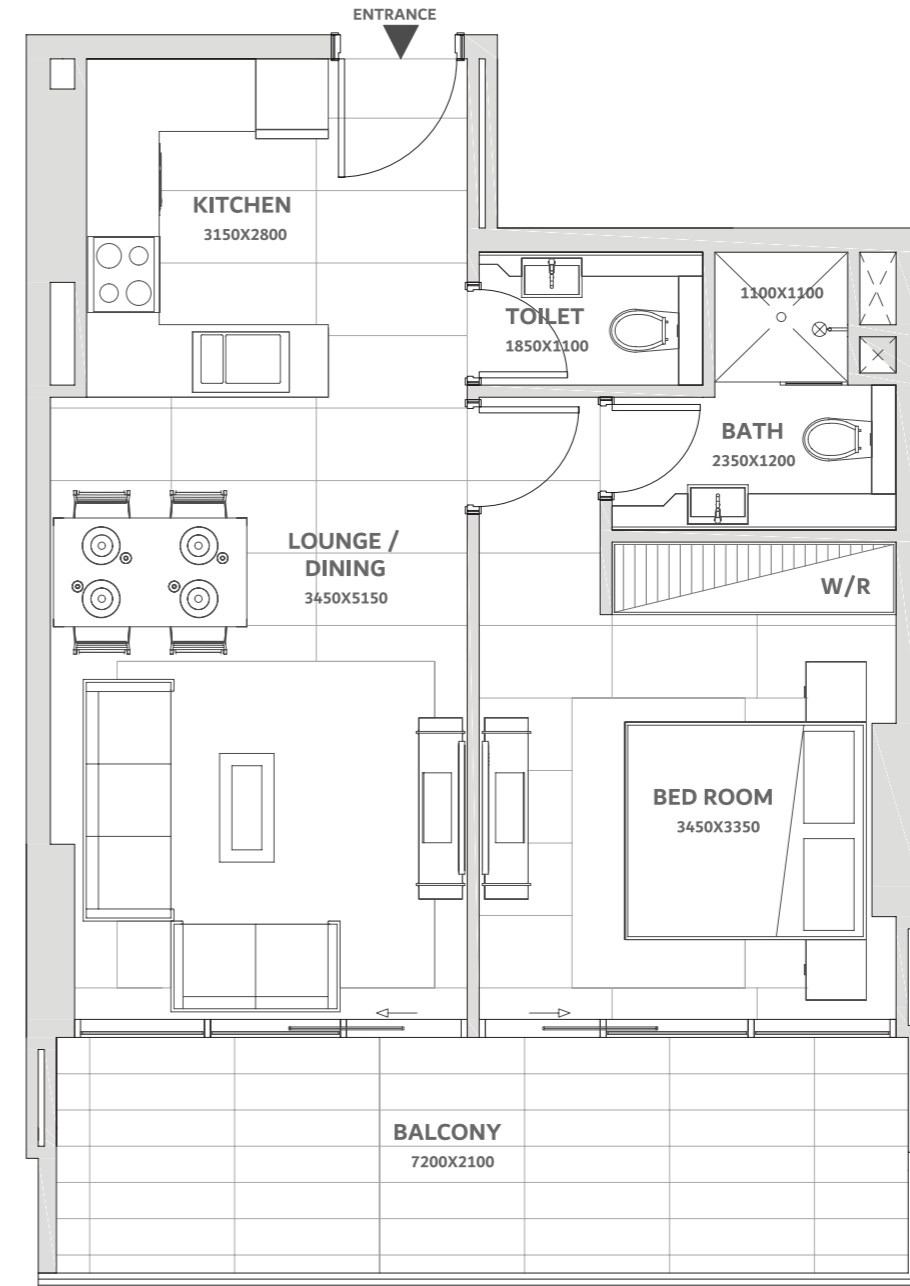 ENTRANCE
KITCHEN
3150X2800
1100X1100
TOILET
1850X1100
BATH
2350X1200
LOUNGE /
DINING
3450X5150
W/R
BED ROOM
3450X3350
BALCONY
7200X2100